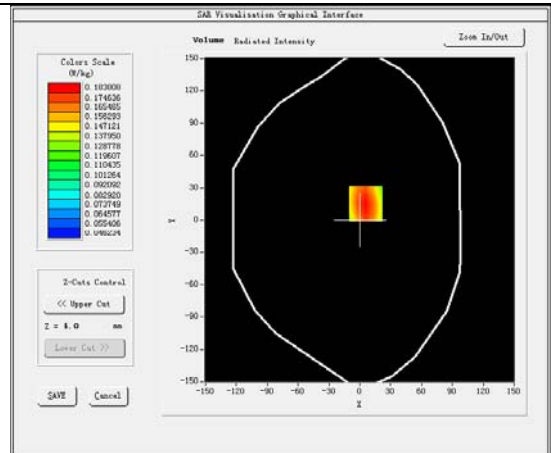 SAR Visualisation Graphical Interface
Volume Radiated Intensity
Zoom In/Out
Colors Scale
(W/kg)
0.183808
0.174636
0.165465
0.156293
0.147121
0.137950
0.128778
0.119607
0.110435
0.101264
0.092092
0.082920
0.073749
0.064577
0.055406
0.046234
Z-Cuts Control
<< Upper Cut
Z = 4.0 mm
Lower Cut >>
SAVE
Cancel
150
120
90
60
30
0
-30
-60
-90
-120
-150
Y
-150 -120 -90 -60 -30 0 30 60 90 120 150
X